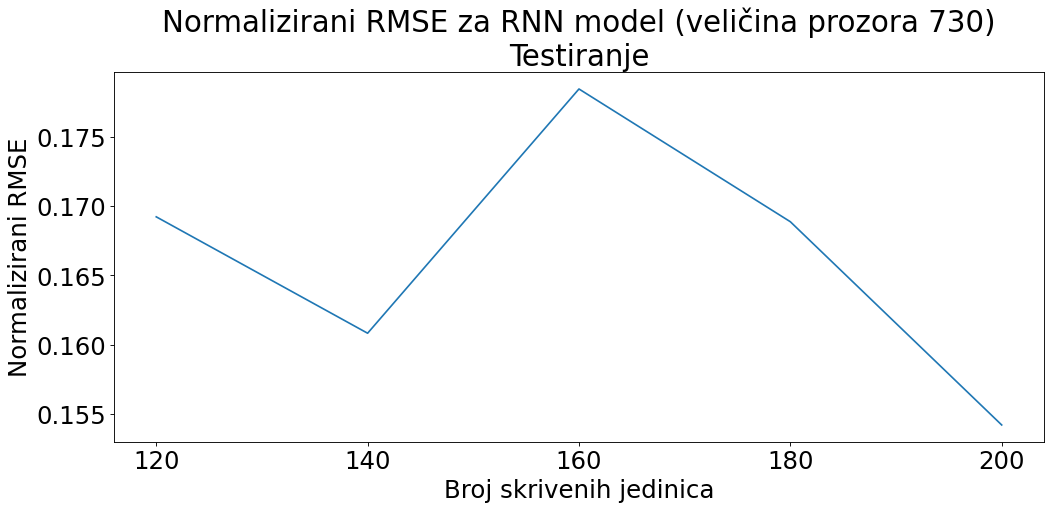 Normalizirani RMSE za RNN model (veličina prozora 730)
Testiranje
Normalizirani RMSE
0.175
0.170
0.165
0.160
0.155
120 140 160 180 200
Broj skrivenih jedinica